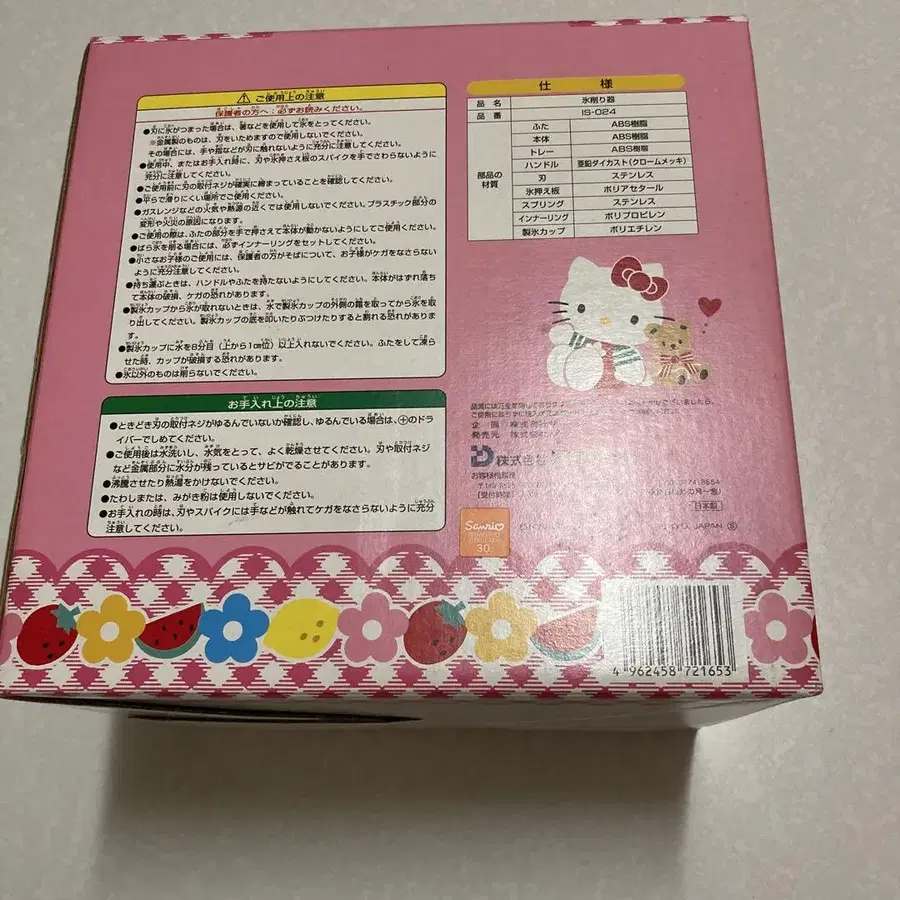 ⚠ ご使用上の注意
保護者の方へ：必ずお読みください。
●刃に氷がつまった場合は、箸などを使用して氷をとってください。
※金属製のものは、刃をいためますので使用しないでください。
その場合には、手や指などが刃に触れないように充分に注意してください。
●使用中、またはお手入れ時に、刃や氷押さえ板のスパイクを手でさわらないように
充分に注意してください。
●ご使用前に刃の取付ネジが確実に締まっていることを確認してください。
●平らで滑りにくい場所でご使用ください。
●ガスレンジなどの火気や熱源の近くでは使用しないでください。プラスチック部分の
変形や火災の原因になります。
●ご使用の際は、ふたの部分を手で押さえて本体が動かないようにしてご使用ください。
●ばら氷を削る場合には、必ずインナーリングをセットしてください。
●小さなお子様のご使用には、保護者の方がそばについて、お子様がケガをなさらない
ように充分注意してください。
●持ち運ぶときは、ハンドルやふたを持たないようにしてください。本体がはずれ落ち
て本体の破損、ケガの恐れがあります。
●製氷カップから氷が取れないときは、水で製氷カップの外側の霜を取ってから氷を取
り出してください。製氷カップの底を叩いたりぶつけたりすると割れる恐れがありま
す。
●製氷カップに水を8分目（上から1cm位）以上入れないでください。ふたをして凍ら
せた時、カップが破損する恐れがあります。
●氷以外のものは削らないでください。
お手入れ上の注意
●ときどき刃の取付ネジがゆるんでいないか確認し、ゆるんでいる場合は、⊕のドラ
イバーでしめてください。
●ご使用後は水洗いし、水気をとって、よく乾燥させてください。刃や取付ネジ
など金属部分に水分が残っているとサビがでることがあります。
●沸騰させたり熱湯をかけないでください。
●たわしまたは、みがき粉は使用しないでください。
●お手入れの時は、刃やスパイクには手などが触れてケガをなさらないように充分
注意してください。
仕 様
品名 氷削り器
品番 IS-024
部品の材質
ふた ABS樹脂
本体 ABS樹脂
トレー ABS樹脂
ハンドル 亜鉛ダイカスト(クロームメッキ)
刃 ステンレス
氷押え板 ポリアセタール
スプリング ステンレス
インナーリング ポリプロピレン
製氷カップ ポリエチレン
品質には万全を
企画 株式会社
発売元 株式会社
株式会社
お客様相談
日本製
JAPAN Ⓢ
Sanrio
30
4 962458 721653